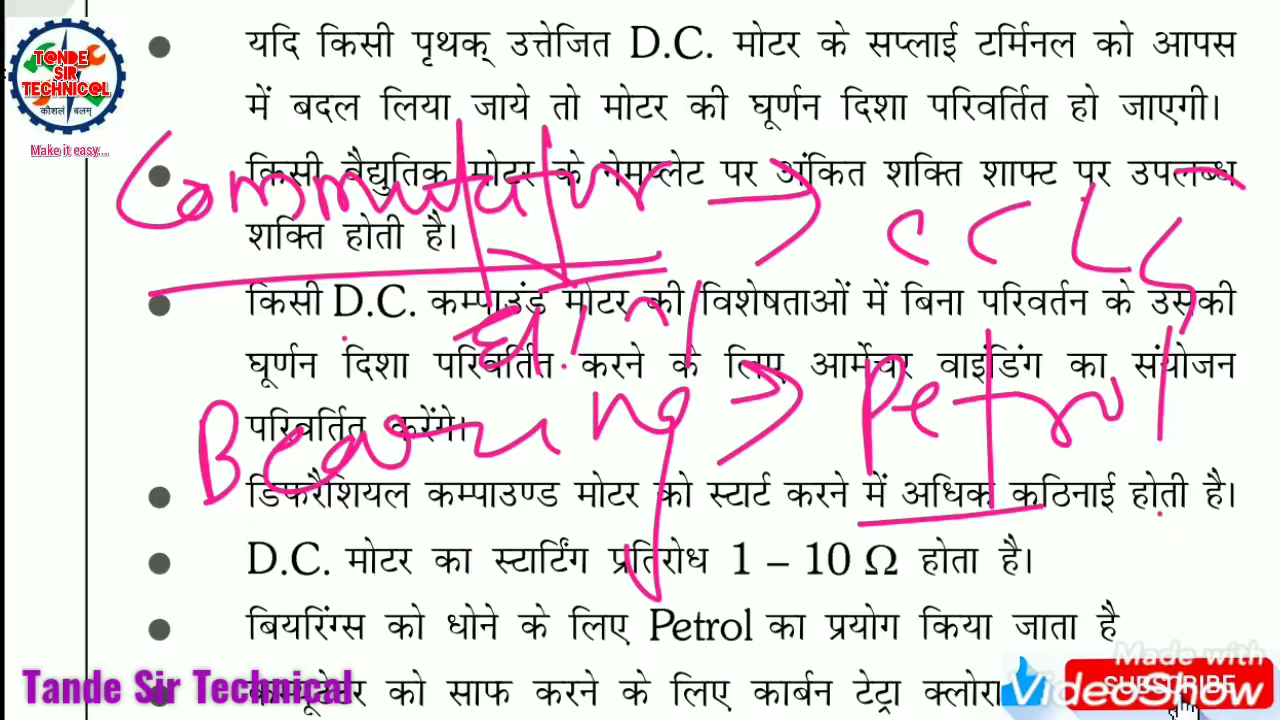 TANDE
SIR
TECHNICAL
कौशलं बलम्
Make it easy...
यदि किसी पृथक् उत्तेजित D.C. मोटर के सप्लाई टर्मिनल को आपस
में बदल लिया जाये तो मोटर की घूर्णन दिशा परिवर्तित हो जाएगी।
किसी वैद्युतिक मोटर के नेमप्लेट पर अंकित शक्ति शाफ्ट पर उपलब्ध
शक्ति होती है।
Commutator
किसी D.C. कम्पाउंड मोटर की विशेषताओं में बिना परिवर्तन के उसकी
घूर्णन दिशा परिवर्तित करने के लिए आर्मेचर वाइंडिंग का संयोजन
परिवर्तित करेंगे।
Bearing → Petrol
डिफरैशियल कम्पाउण्ड मोटर को स्टार्ट करने में अधिक कठिनाई होती है।
D.C. मोटर का स्टार्टिंग प्रतिरोध 1 – 10 Ω होता है।
बियरिंग्स को धोने के लिए Petrol का प्रयोग किया जाता है
को साफ करने के लिए कार्बन टेट्रा
Tande Sir Technical
Made with
VideoShow
SUBSCRIBE